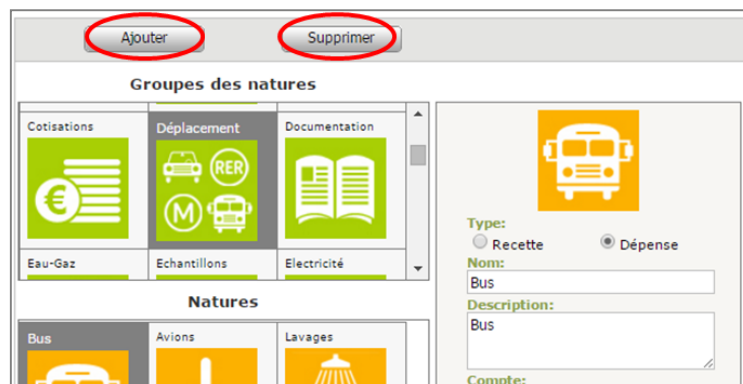 Ajouter Supprimer
Groupes des natures
Cotisations Déplacement Documentation
RER
€
M
Eau-Gaz Echantillons Electricité
Natures
Bus Avions Lavages
Type:
Recette Dépense
Nom:
Bus
Description:
Bus
Compte: